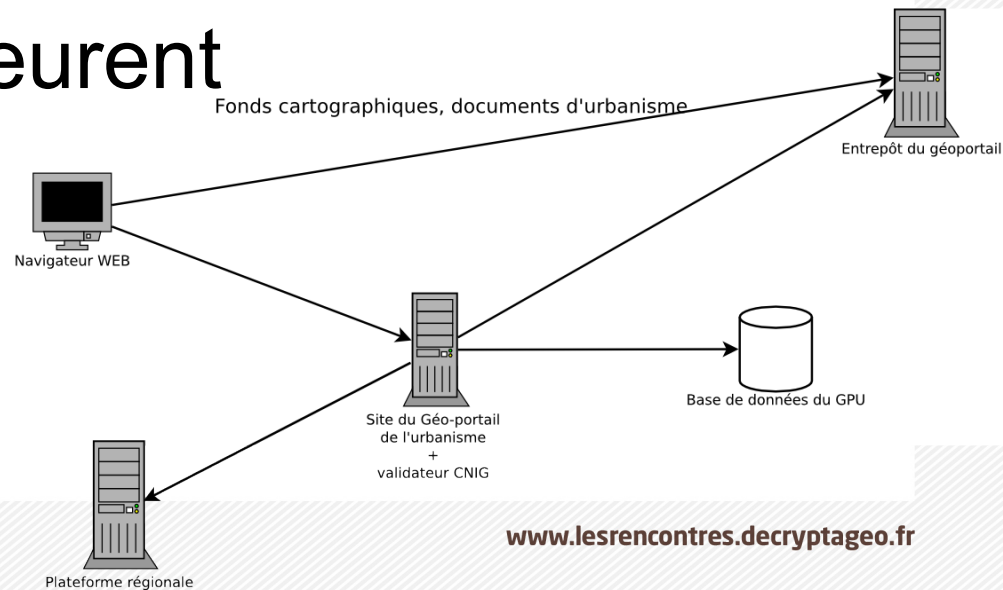 eurent
Fonds cartographiques, documents d'urbanisme
Entrepôt du géoportail
Navigateur WEB
Base de données du GPU
Site du Géo-portail
de l'urbanisme
+
validateur CNIG
www.lesrencontres.decryptageo.fr
Plateforme régionale